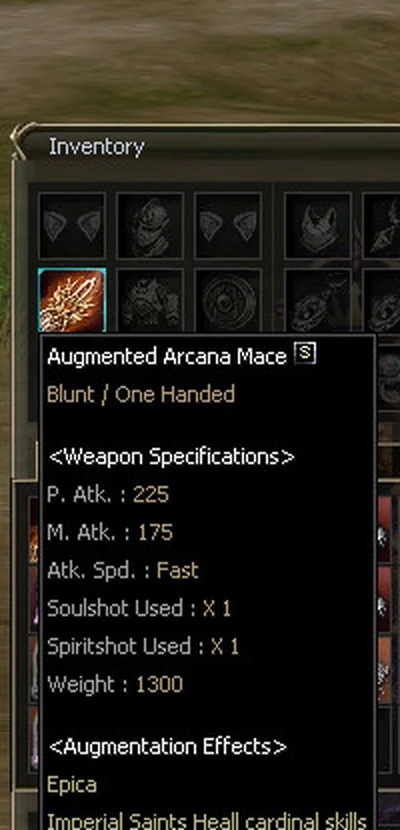 Inventory
Augmented Arcana Mace S
Blunt / One Handed
<Weapon Specifications>
P. Atk. : 225
M. Atk. : 175
Atk. Spd. : Fast
Soulshot Used : X 1
Spiritshot Used : X 1
Weight : 1300
<Augmentation Effects>
Epica
Imperial Saints Heall cardinal skills